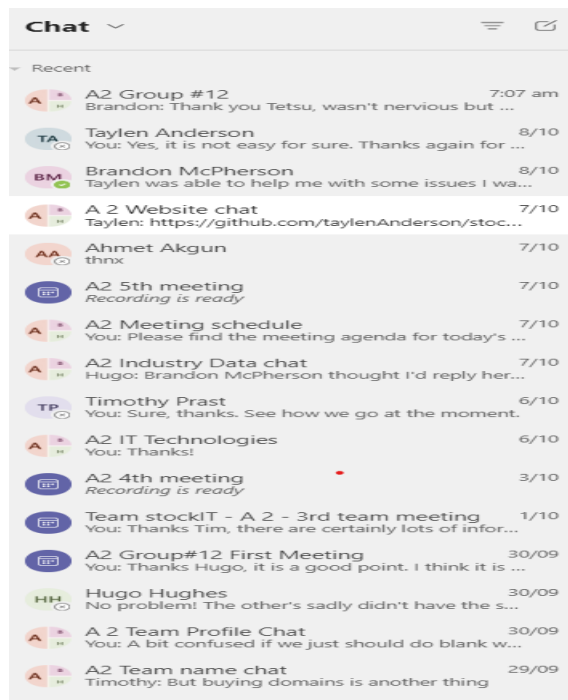 Chat
Recent
A2 Group #12 7:07 am
Brandon: Thank you Tetsu, wasn't nervious but ...
TA Taylen Anderson 8/10
You: Yes, it is not easy for sure. Thanks again for ...
BM Brandon McPherson 8/10
Taylen was able to help me with some issues I wa...
A 2 Website chat 7/10
Taylen: https://github.com/taylenAnderson/stoc...
AA Ahmet Akgun 7/10
thnx
A2 5th meeting 7/10
Recording is ready
A2 Meeting schedule 7/10
You: Please find the meeting agenda for today's ...
A2 Industry Data chat 7/10
Hugo: Brandon McPherson thought I'd reply her...
TP Timothy Prast 6/10
You: Sure, thanks. See how we go at the moment.
A2 IT Technologies 6/10
You: Thanks!
A2 4th meeting 3/10
Recording is ready
Team stockIT - A 2 - 3rd team meeting 1/10
You: Thanks Tim, there are certainly lots of infor...
A2 Group#12 First Meeting 30/09
You: Thanks Hugo, it is a good point. I think it is ...
HH Hugo Hughes 30/09
No problem! The other's sadly didn't have the s...
A 2 Team Profile Chat 30/09
You: A bit confused if we just should do blank w...
A2 Team name chat 29/09
Timothy: But buying domains is another thing